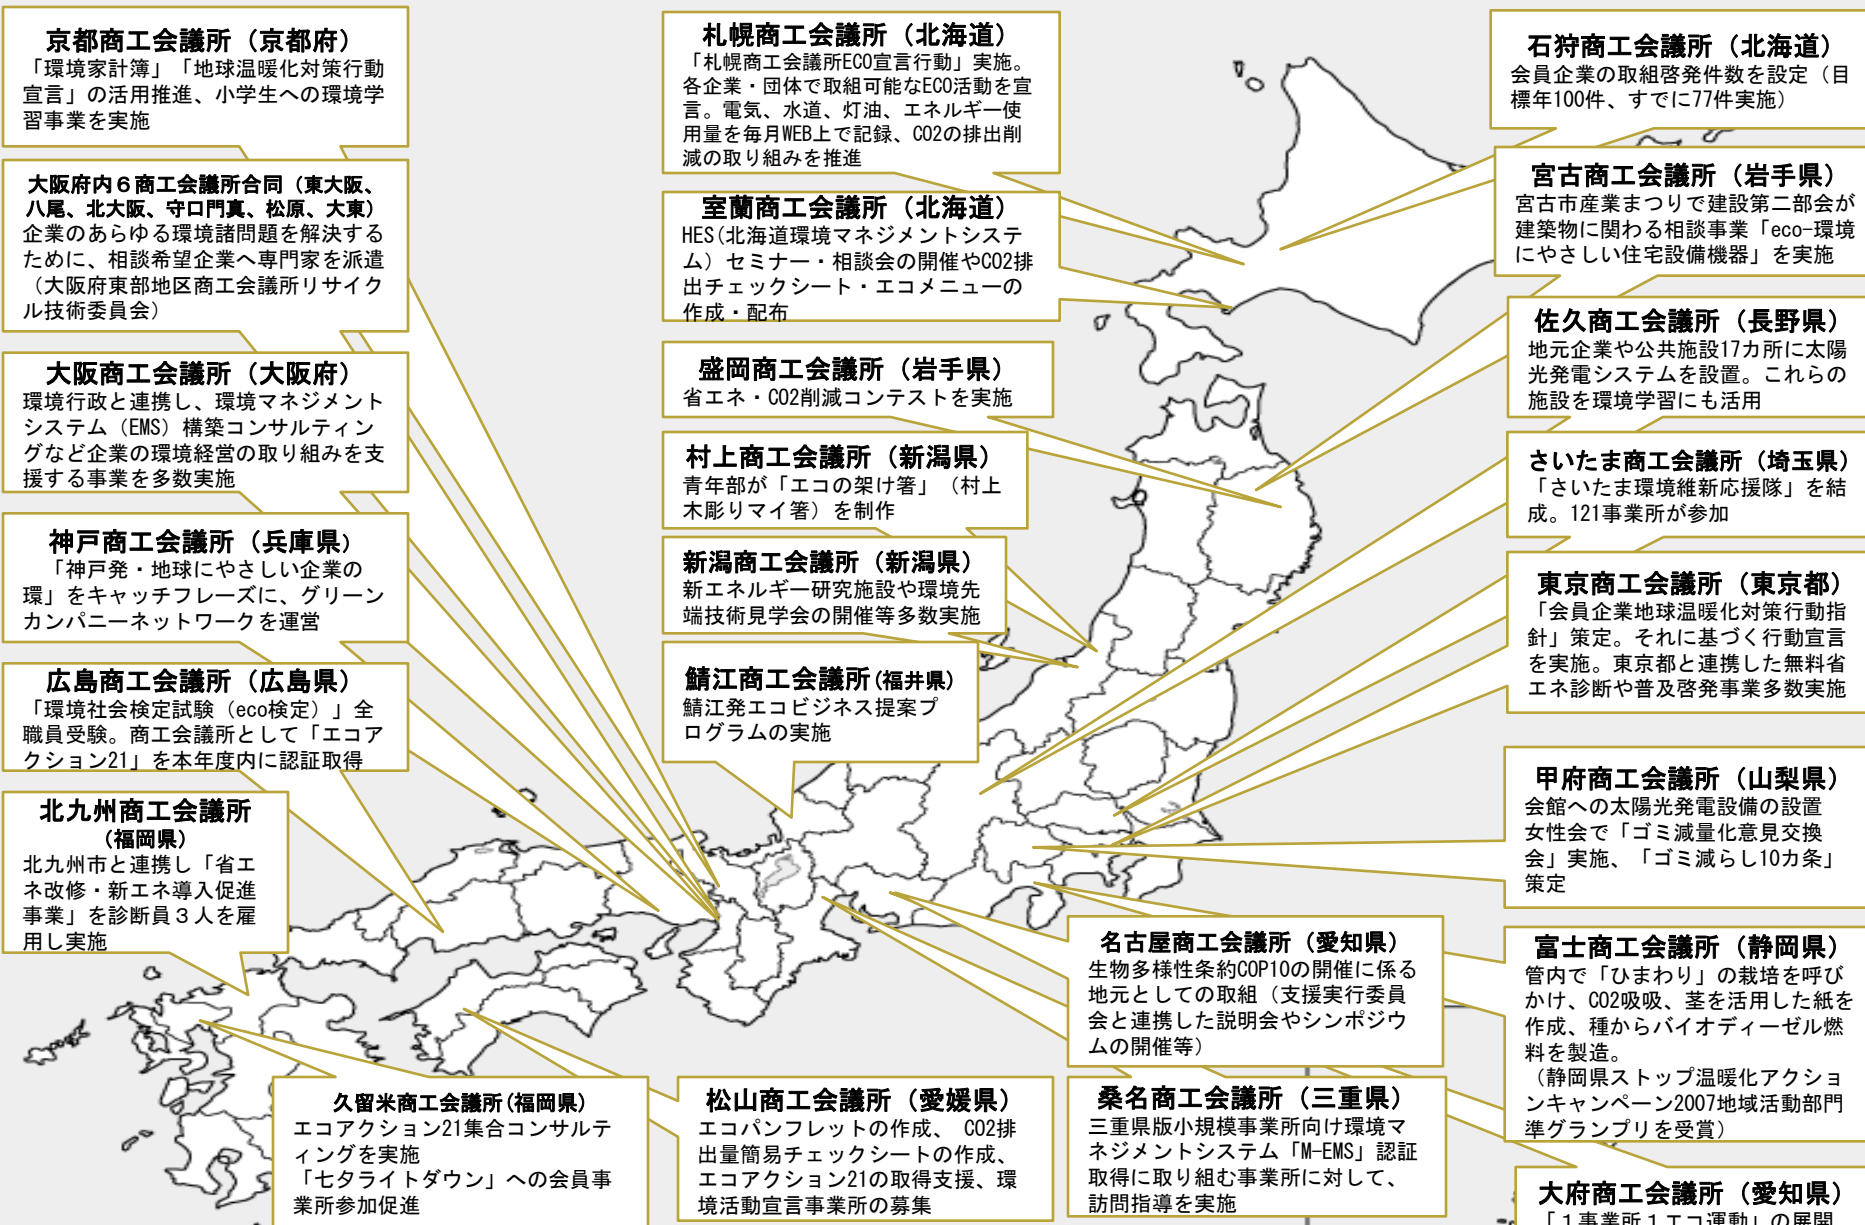 京都商工会議所（京都府）
「環境家計簿」「地球温暖化対策行動
宣言」の活用推進、小学生への環境学
習事業を実施
大阪府内６商工会議所合同（東大阪、
八尾、北大阪、守口門真、松原、大東）
企業のあらゆる環境諸問題を解決する
ために、相談希望企業へ専門家を派遣
（大阪府東部地区商工会議所リサイク
ル技術委員会）
大阪商工会議所（大阪府）
環境行政と連携し、環境マネジメント
システム（EMS）構築コンサルティン
グなど企業の環境経営の取り組みを支
援する事業を多数実施
神戸商工会議所（兵庫県）
「神戸発・地球にやさしい企業の
環」をキャッチフレーズに、グリーン
カンパニーネットワークを運営
広島商工会議所（広島県）
「環境社会検定試験（eco検定）」全
職員受験。商工会議所として「エコア
クション21」を本年度内に認証取得
北九州商工会議所
（福岡県）
北九州市と連携し「省エ
ネ改修・新エネ導入促進
事業」を診断員３人を雇
用し実施
久留米商工会議所(福岡県)
エコアクション21集合コンサルテ
ィングを実施
「七夕ライトダウン」への会員事
業所参加促進
札幌商工会議所（北海道）
「札幌商工会議所ECO宣言行動」実施。
各企業・団体で取組可能なECO活動を宣
言。電気、水道、灯油、エネルギー使
用量を毎月WEB上で記録、CO2の排出削
減の取り組みを推進
室蘭商工会議所（北海道）
HES(北海道環境マネジメントシステ
ム）セミナー・相談会の開催やCO2排
出チェックシート・エコメニューの
作成・配布
盛岡商工会議所（岩手県）
省エネ・CO2削減コンテストを実施
村上商工会議所（新潟県）
青年部が「エコの架け箸」（村上
木彫りマイ箸）を制作
新潟商工会議所（新潟県）
新エネルギー研究施設や環境先
端技術見学会の開催等多数実施
鯖江商工会議所(福井県)
鯖江発エコビジネス提案プ
ログラムの実施
松山商工会議所（愛媛県）
エコパンフレットの作成、 CO2排
出量簡易チェックシートの作成、
エコアクション21の取得支援、環
境活動宣言事業所の募集
名古屋商工会議所（愛知県）
生物多様性条約COP10の開催に係る
地元としての取組（支援実行委員
会と連携した説明会やシンポジウ
ムの開催等）
桑名商工会議所（三重県）
三重県版小規模事業所向け環境マ
ネジメントシステム「M-EMS」認証
取得に取り組む事業所に対して、
訪問指導を実施
石狩商工会議所（北海道）
会員企業の取組啓発件数を設定（目
標年100件、すでに77件実施）
宮古商工会議所（岩手県）
宮古市産業まつりで建設第二部会が
建築物に関わる相談事業「eco-環境
にやさしい住宅設備機器」を実施
佐久商工会議所（長野県）
地元企業や公共施設17カ所に太陽
光発電システムを設置。これらの
施設を環境学習にも活用
さいたま商工会議所（埼玉県）
「さいたま環境維新応援隊」を結
成。121事業所が参加
東京商工会議所（東京都）
「会員企業地球温暖化対策行動指
針」策定。それに基づく行動宣言
を実施。東京都と連携した無料省
エネ診断や普及啓発事業多数実施
甲府商工会議所（山梨県）
会館への太陽光発電設備の設置
女性会で「ゴミ減量化意見交換
会」実施、「ゴミ減らし10カ条」
策定
富士商工会議所（静岡県）
管内で「ひまわり」の栽培を呼び
かけ、CO2吸吸、茎を活用した紙を
作成、種からバイオディーゼル燃
料を製造。
（静岡県ストップ温暖化アクショ
ンキャンペーン2007地域活動部門
準グランプリを受賞）
大府商工会議所（愛知県）
「１事業所１エコ運動」の展開